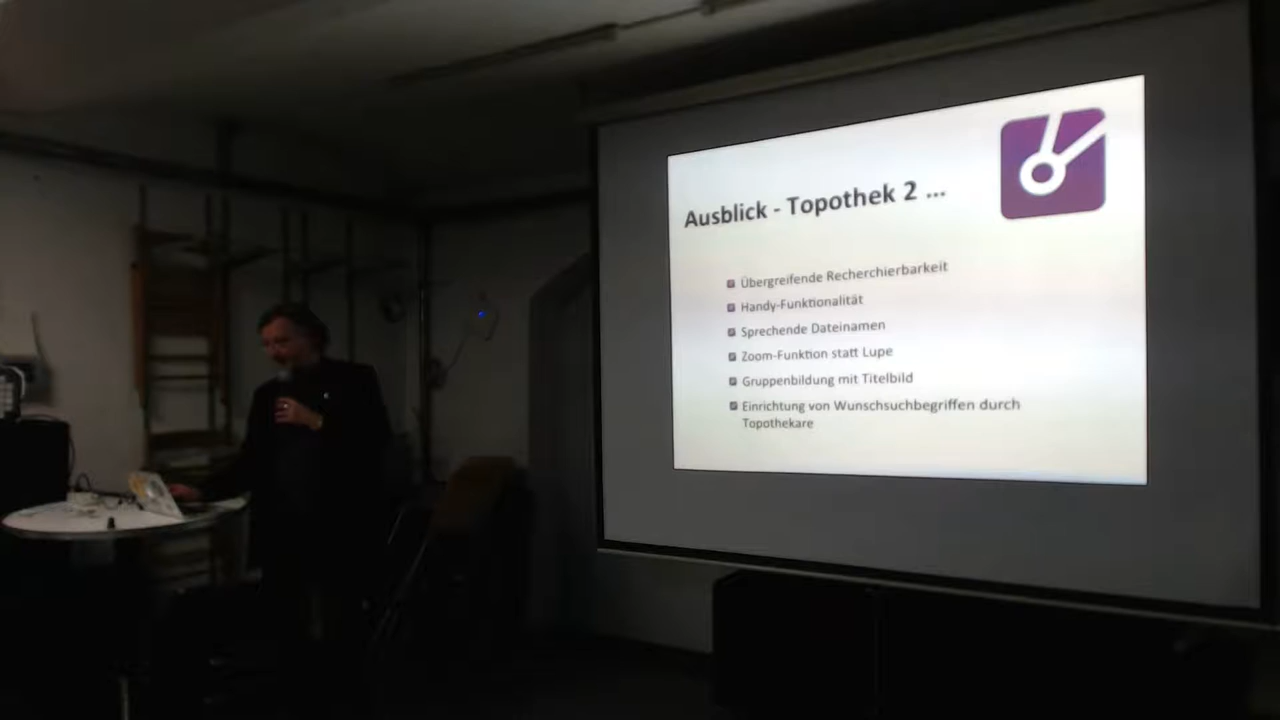 Ausblick - Topothek 2 ...
Übergreifende Recherchierbarkeit
Handy-Funktionalität
Sprechende Dateinamen
Zoom-Funktion statt Lupe
Gruppenbildung mit Titelbild
Einrichtung von Wunschsuchbegriffen durch
Topothekare